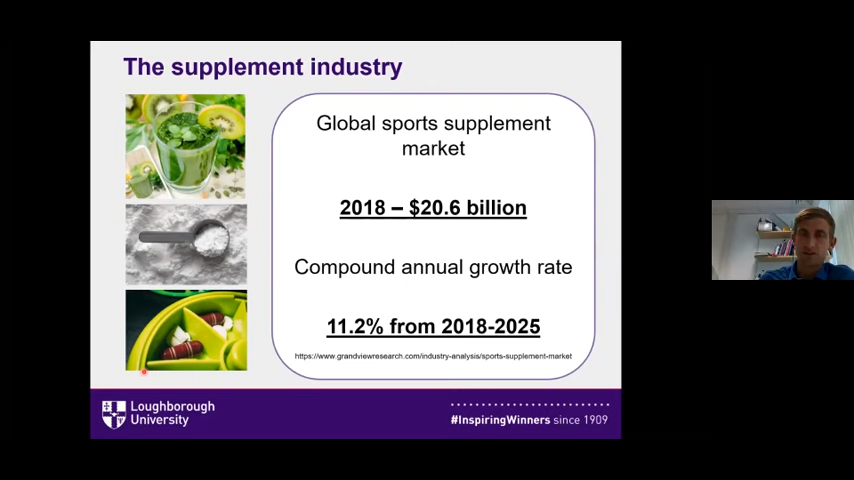 The supplement industry
Global sports supplement
market
2018 – $20.6 billion
Compound annual growth rate
11.2% from 2018-2025
https://www.grandviewresearch.com/industry-analysis/sports-supplement-market
Loughborough
University
#InspiringWinners since 1909